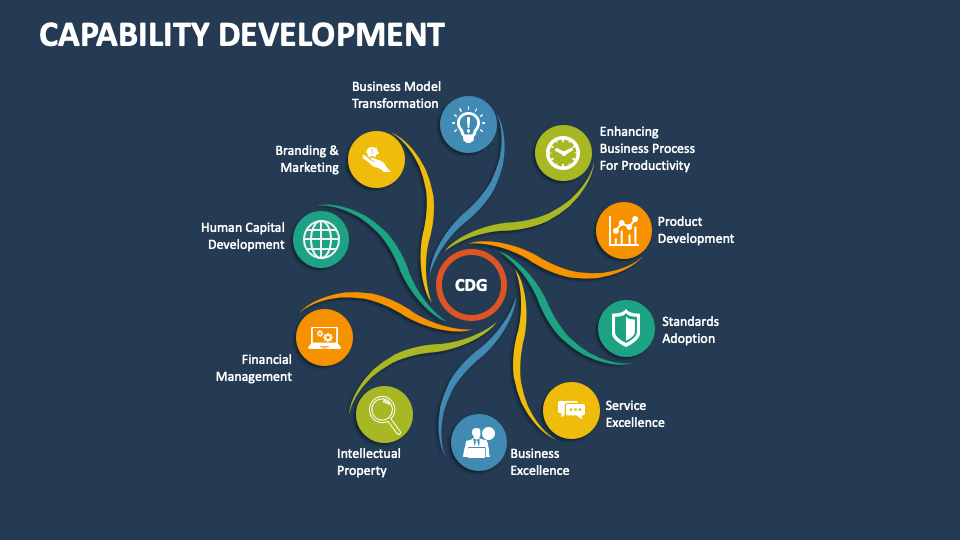 CAPABILITY DEVELOPMENT
Business Model
Transformation
Enhancing
Business Process
For Productivity
Branding &
Marketing
Product
Development
Human Capital
Development
CDG
Standards
Adoption
Financial
Management
Service
Excellence
Intellectual
Property
Business
Excellence